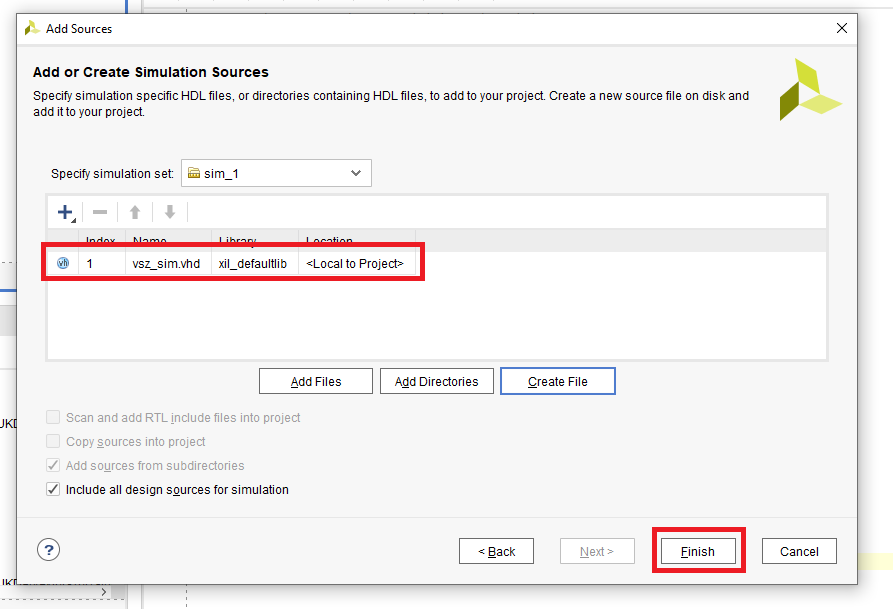 Add Sources
Add or Create Simulation Sources
Specify simulation specific HDL files, or directories containing HDL files, to add to your project. Create a new source file on disk and
add it to your project.
Specify simulation set: sim_1
Index Name Library Location
vh 1 vsz_sim.vhd xil_defaultlib <Local to Project>
Add Files Add Directories Create File
Scan and add RTL include files into project
Copy sources into project
Add sources from subdirectories
Include all design sources for simulation
? < Back Next > Finish Cancel